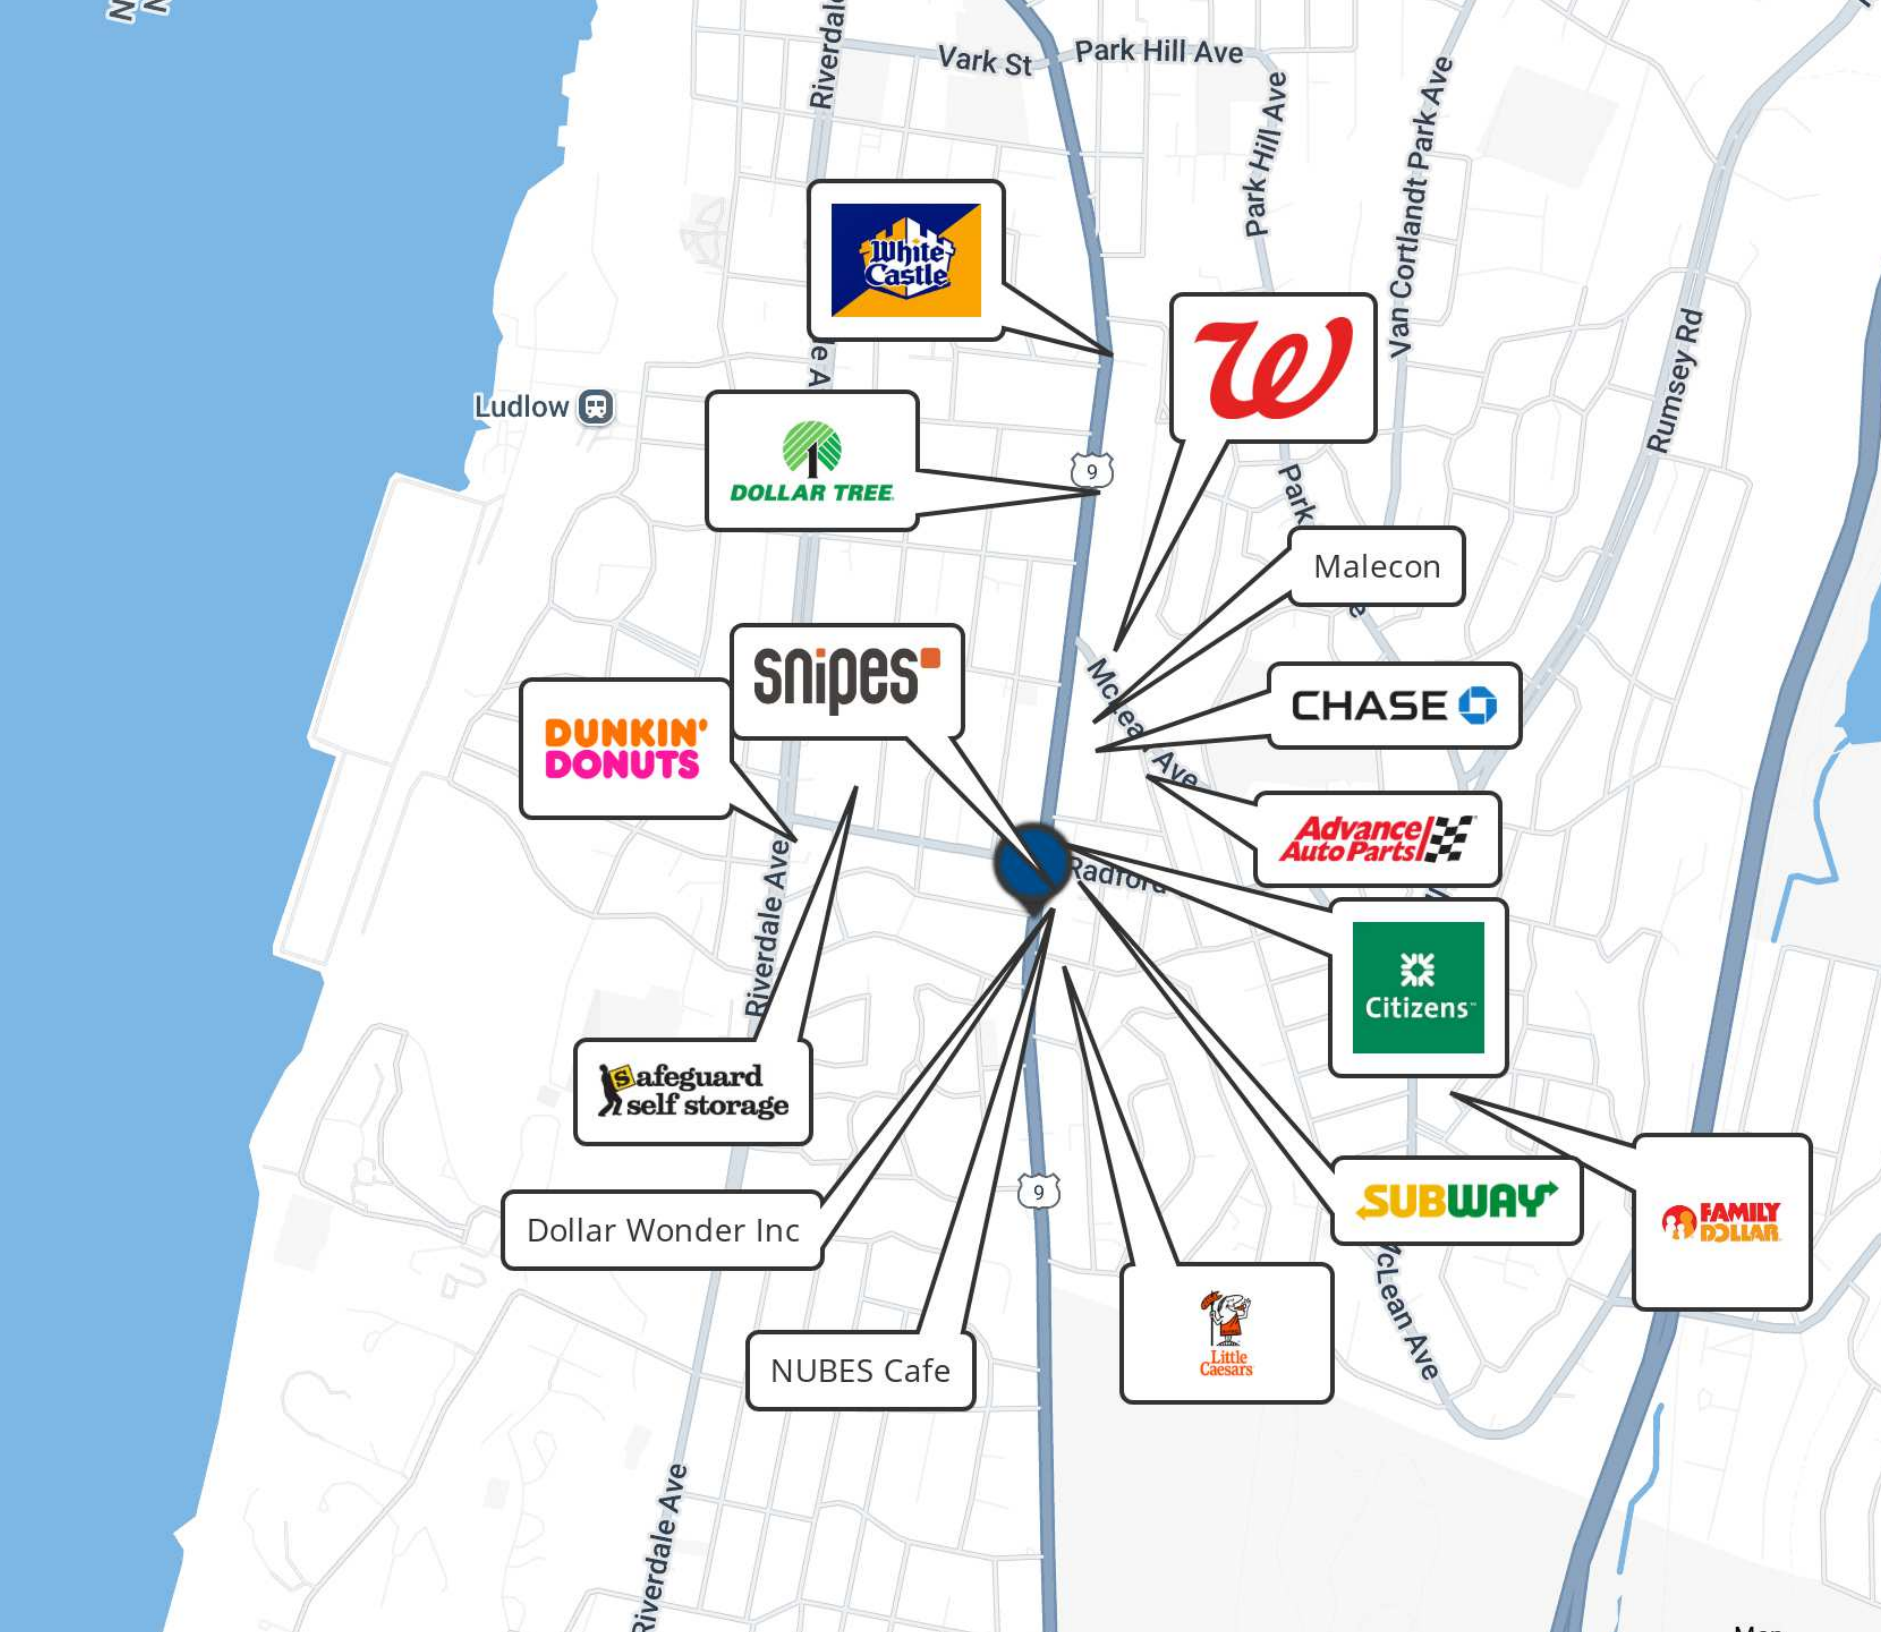 Vark St
Park Hill Ave
Riverdale
Park Hill Ave
Van Cortlandt Park Ave
White
Castle
Rumsey Rd
e A
Ludlow
DOLLAR TREE
9
Park
Malecon
e
snipes
McLean Ave
CHASE
DUNKIN'
DONUTS
Advance
Auto Parts
Radford
Riverdale Ave
Citizens
Safeguard
self storage
9
SUBWAY
FAMILY
DOLLAR
Dollar Wonder Inc
McLean Ave
Little
Caesars
NUBES Cafe
Riverdale Ave